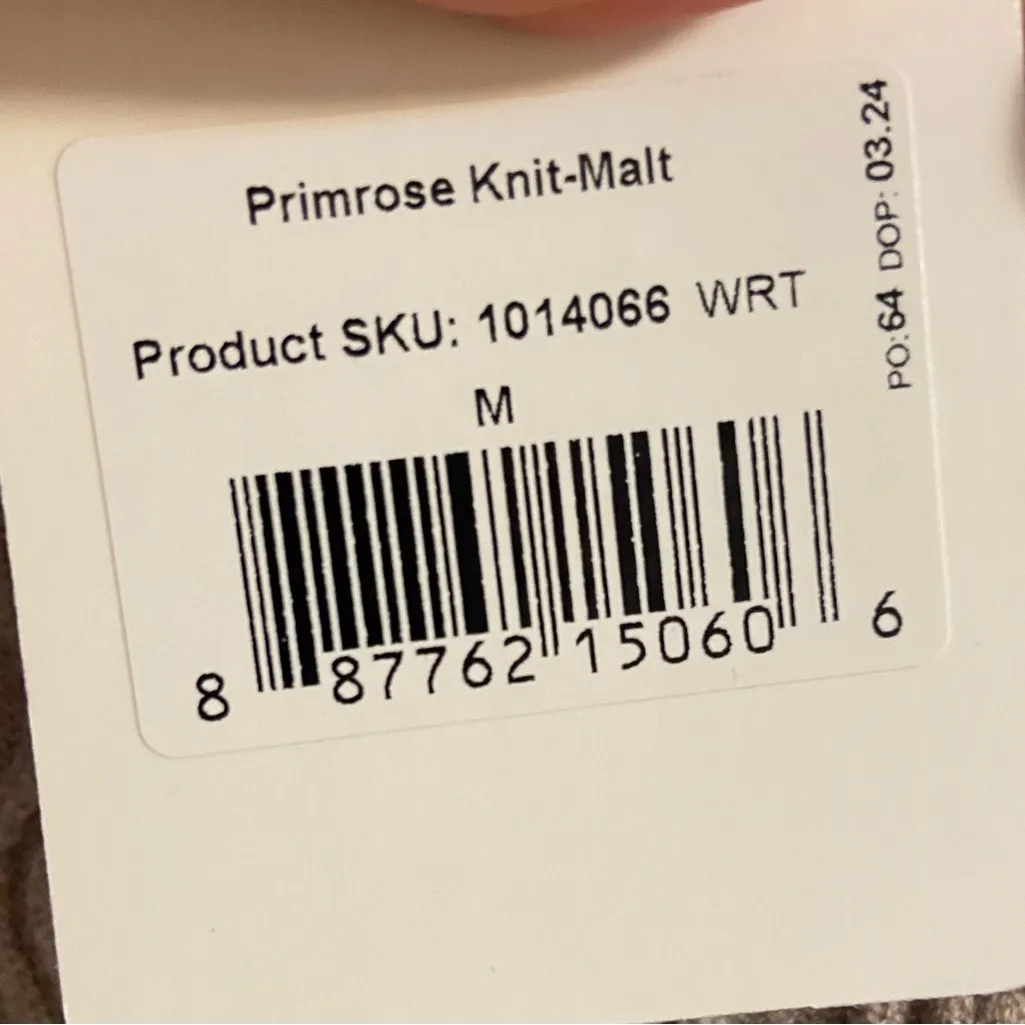 Primrose Knit-Malt
Product SKU: 1014066 WRT
M
8 87762 15060 6
PO:64 DOP: 03.24